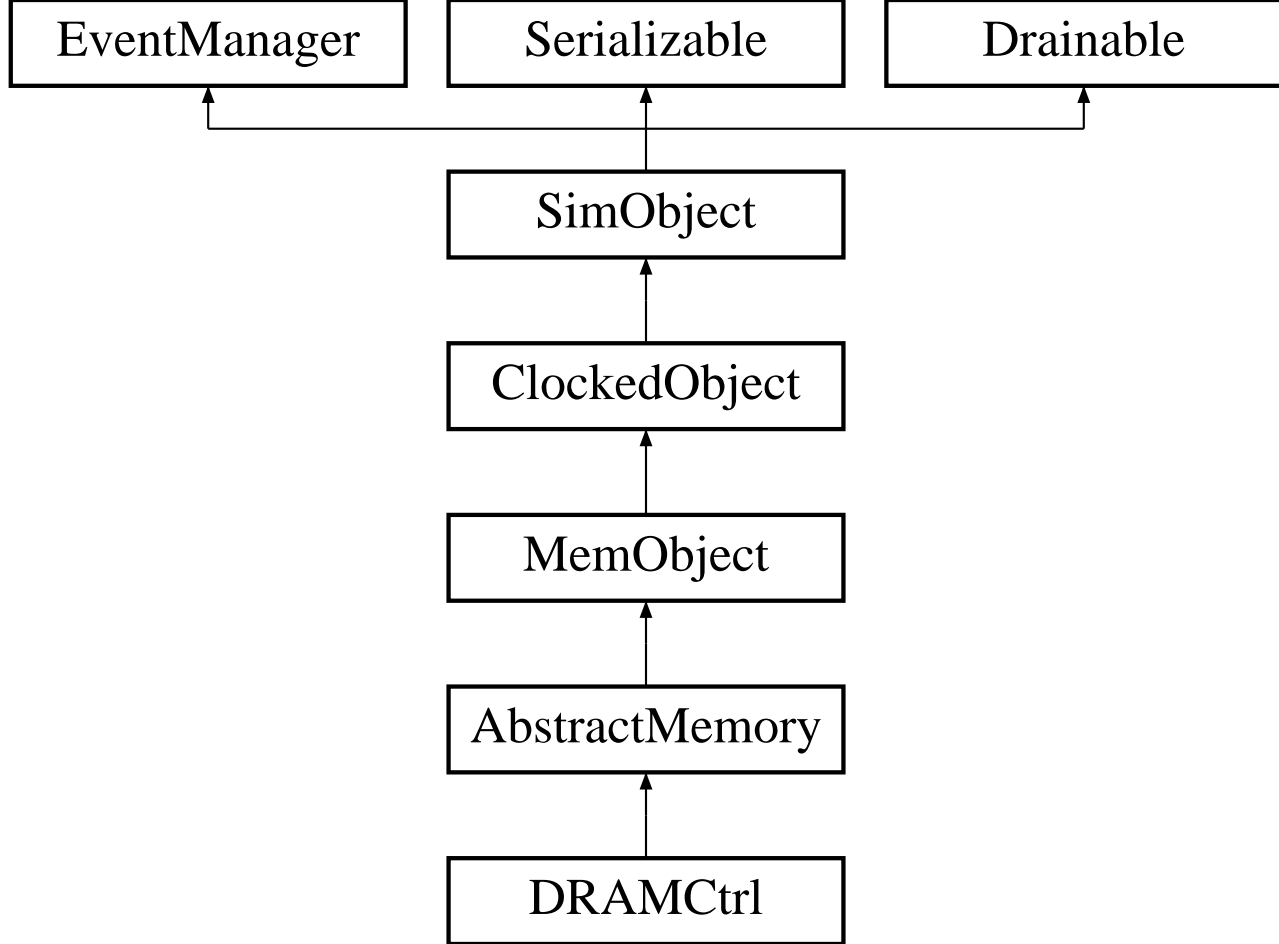 EventManager
Serializable
Drainable
SimObject
ClockedObject
MemObject
AbstractMemory
DRAMCtrl